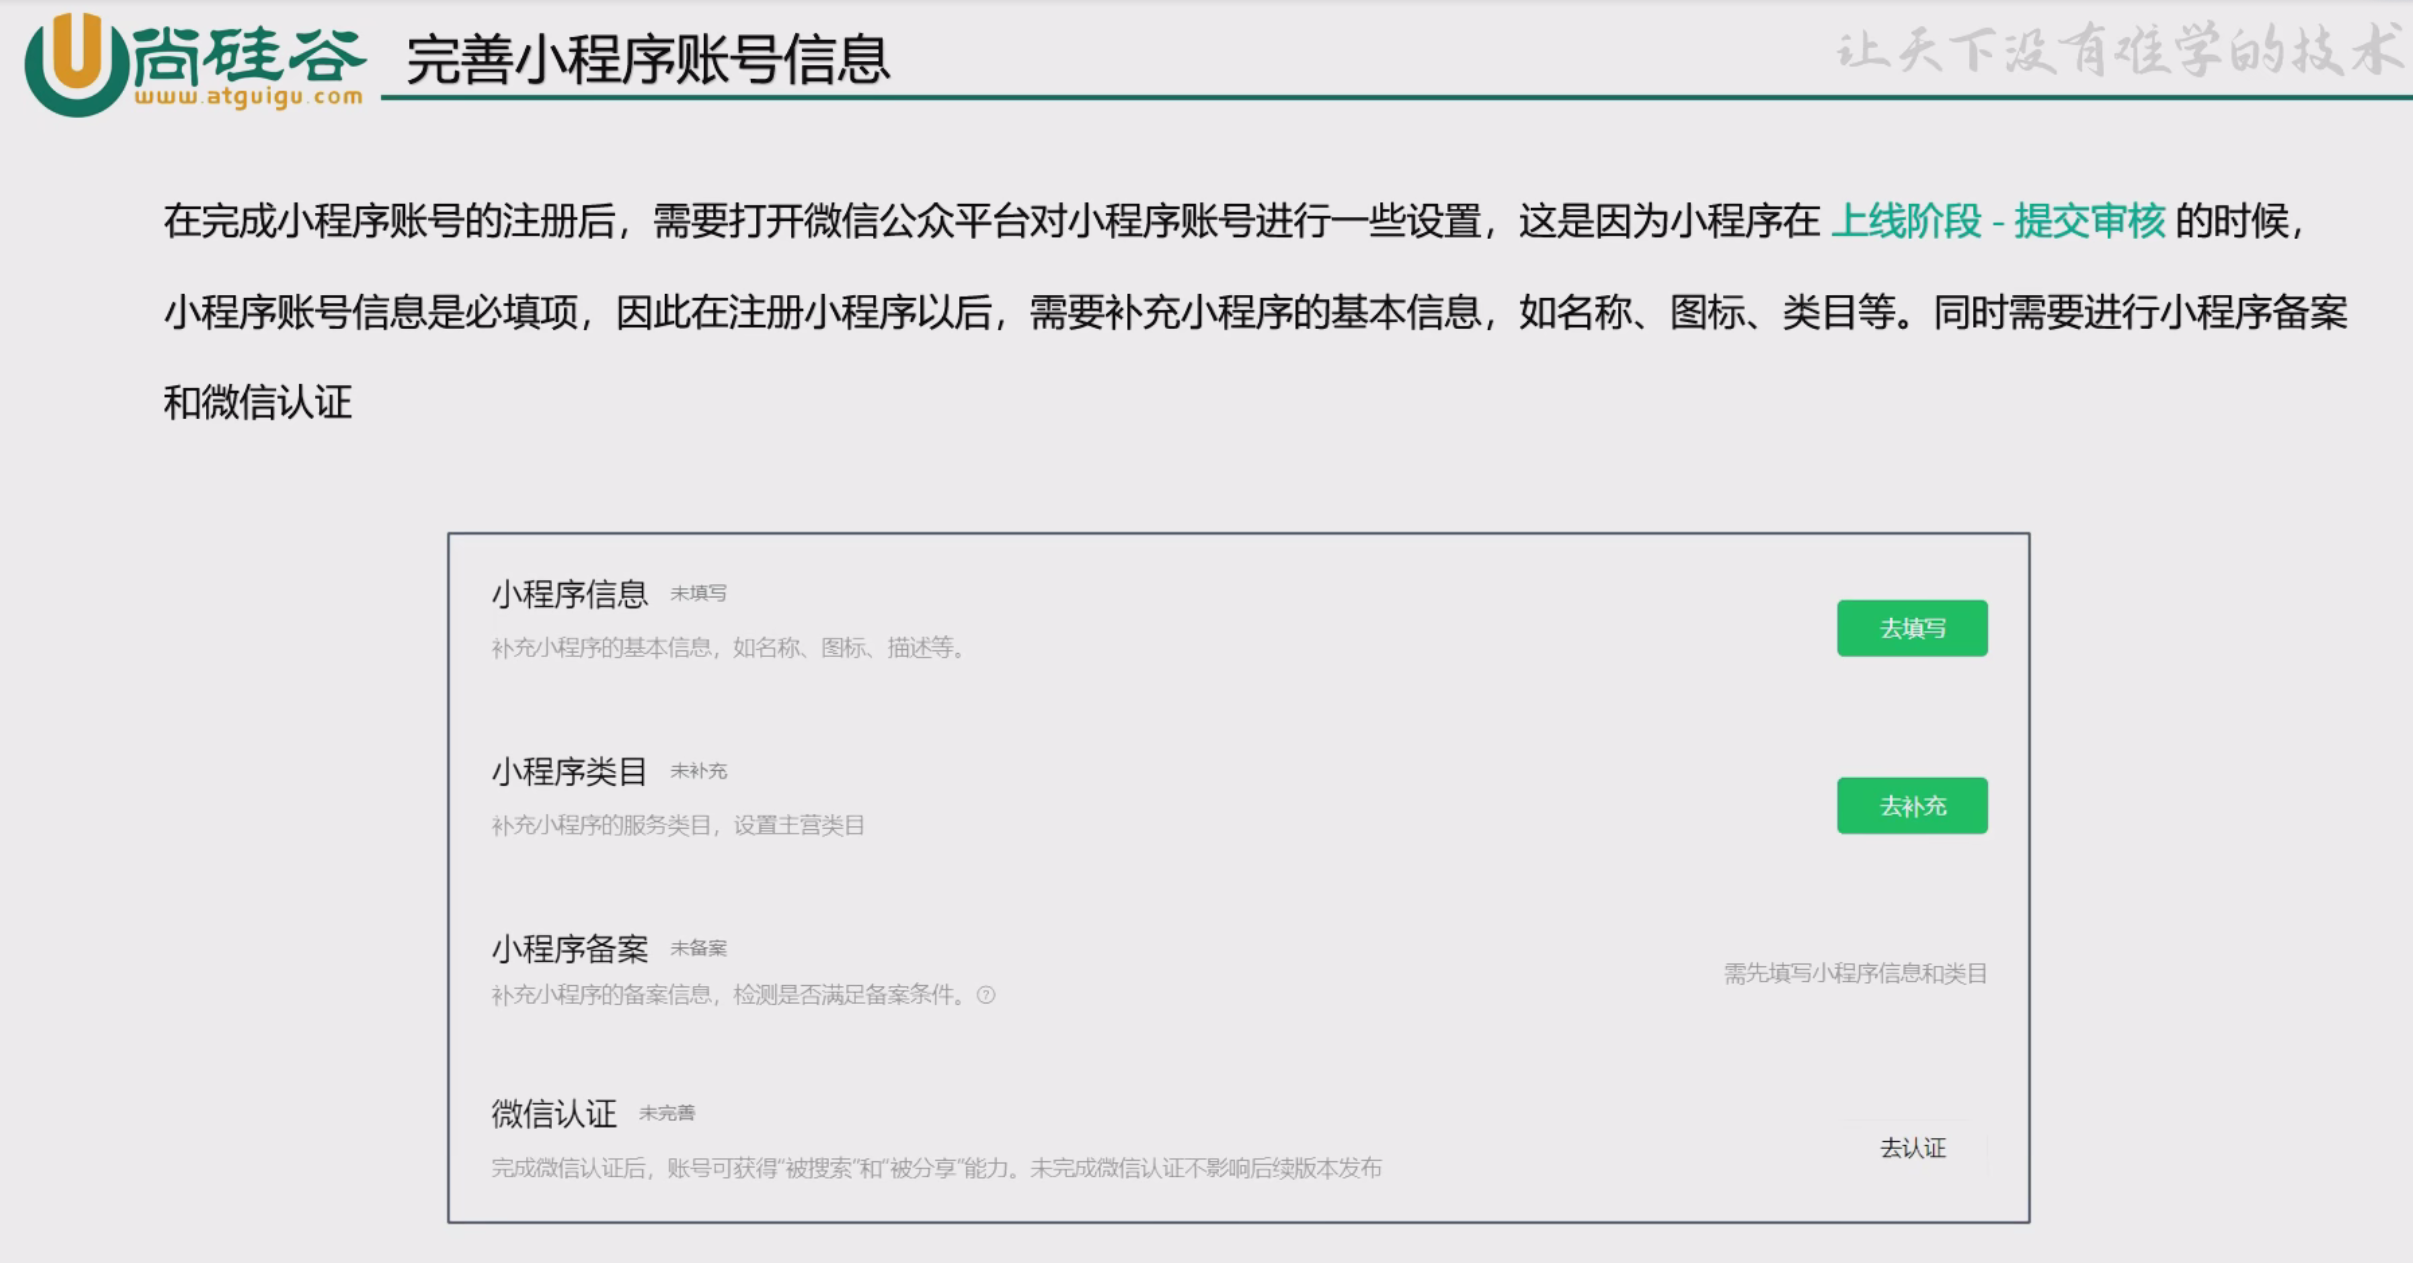 尚硅谷
www.atguigu.com
完善小程序账号信息
让天下没有难学的技术
在完成小程序账号的注册后，需要打开微信公众平台对小程序账号进行一些设置，这是因为小程序在 上线阶段 - 提交审核 的时候，
小程序账号信息是必填项，因此在注册小程序以后，需要补充小程序的基本信息，如名称、图标、类目等。同时需要进行小程序备案
和微信认证
小程序信息 未填写
补充小程序的基本信息，如名称、图标、描述等。
去填写
小程序类目 未补充
补充小程序的服务类目，设置主营类目
去补充
小程序备案 未备案
补充小程序的备案信息，检测是否满足备案条件。?
需先填写小程序信息和类目
微信认证 未完善
完成微信认证后，账号可获得"被搜索"和"被分享"能力。未完成微信认证不影响后续版本发布
去认证